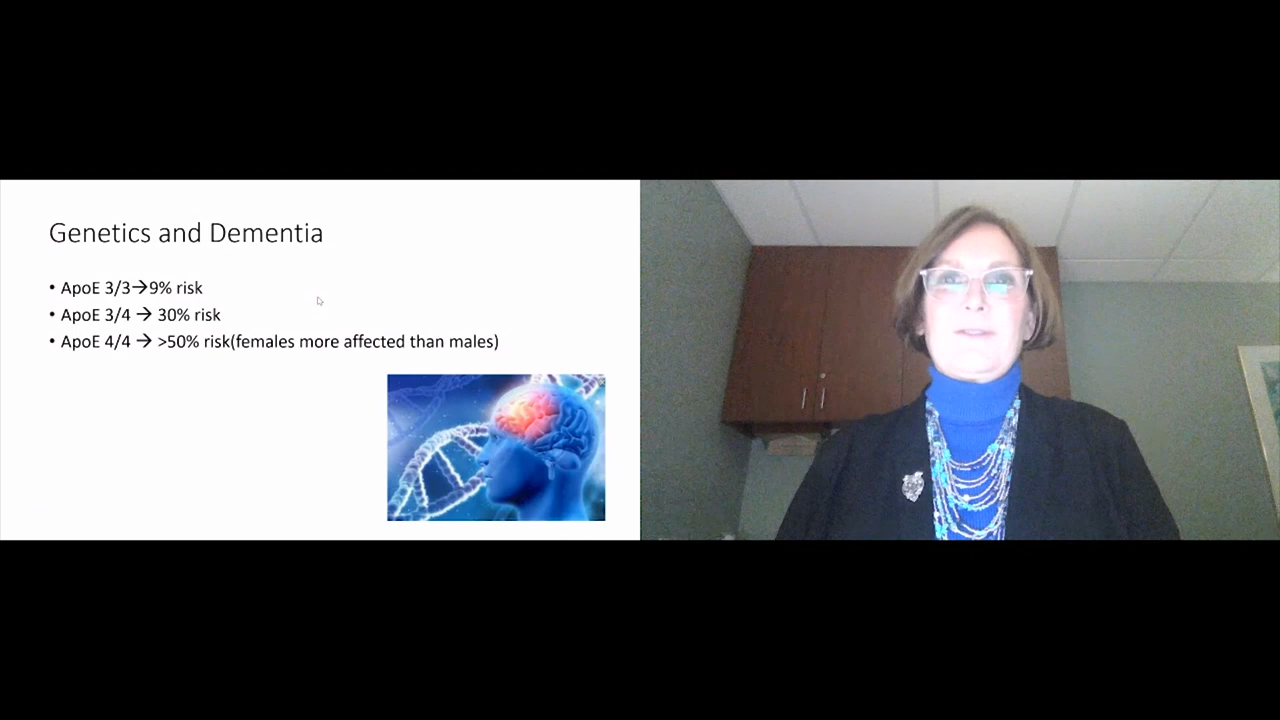 Genetics and Dementia
• ApoE 3/3→9% risk
• ApoE 3/4 → 30% risk
• ApoE 4/4 → >50% risk(females more affected than males)